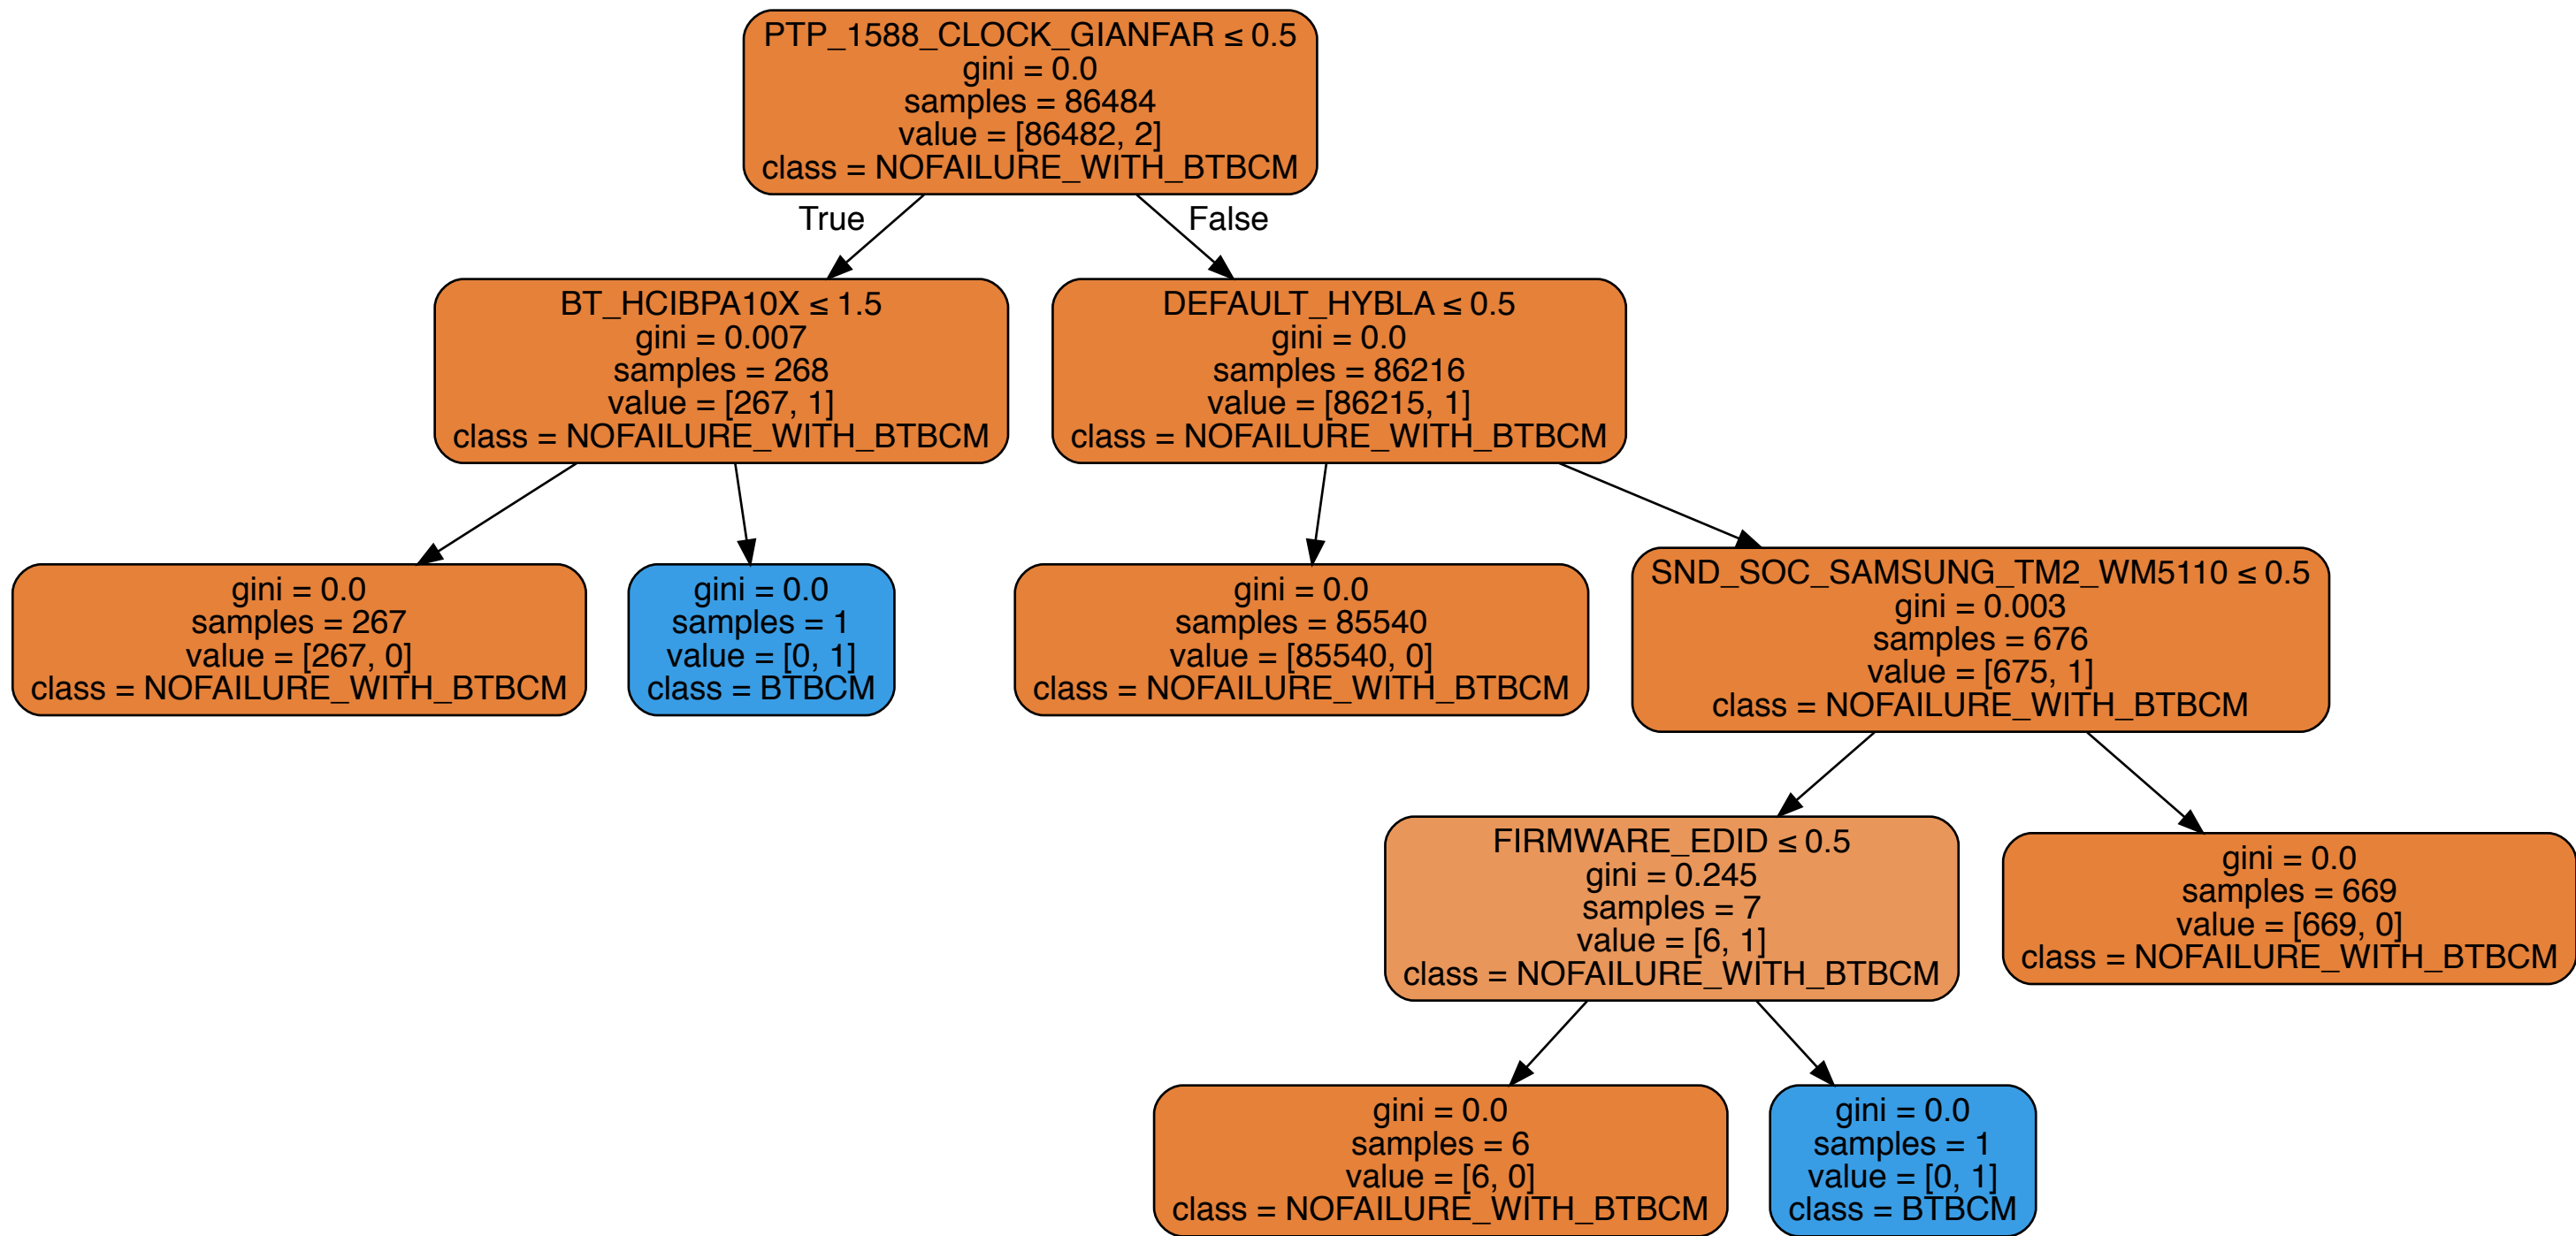 PTP_1588_CLOCK_GIANFAR ≤ 0.5
gini = 0.0
samples = 86484
value = [86482, 2]
class = NOFAILURE_WITH_BTBCM
True
False
BT_HCIBPA10X ≤ 1.5
gini = 0.007
samples = 268
value = [267, 1]
class = NOFAILURE_WITH_BTBCM
DEFAULT_HYBLA ≤ 0.5
gini = 0.0
samples = 86216
value = [86215, 1]
class = NOFAILURE_WITH_BTBCM
gini = 0.0
samples = 267
value = [267, 0]
class = NOFAILURE_WITH_BTBCM
gini = 0.0
samples = 1
value = [0, 1]
class = BTBCM
gini = 0.0
samples = 85540
value = [85540, 0]
class = NOFAILURE_WITH_BTBCM
SND_SOC_SAMSUNG_TM2_WM5110 ≤ 0.5
gini = 0.003
samples = 676
value = [675, 1]
class = NOFAILURE_WITH_BTBCM
FIRMWARE_EDID ≤ 0.5
gini = 0.245
samples = 7
value = [6, 1]
class = NOFAILURE_WITH_BTBCM
gini = 0.0
samples = 669
value = [669, 0]
class = NOFAILURE_WITH_BTBCM
gini = 0.0
samples = 6
value = [6, 0]
class = NOFAILURE_WITH_BTBCM
gini = 0.0
samples = 1
value = [0, 1]
class = BTBCM